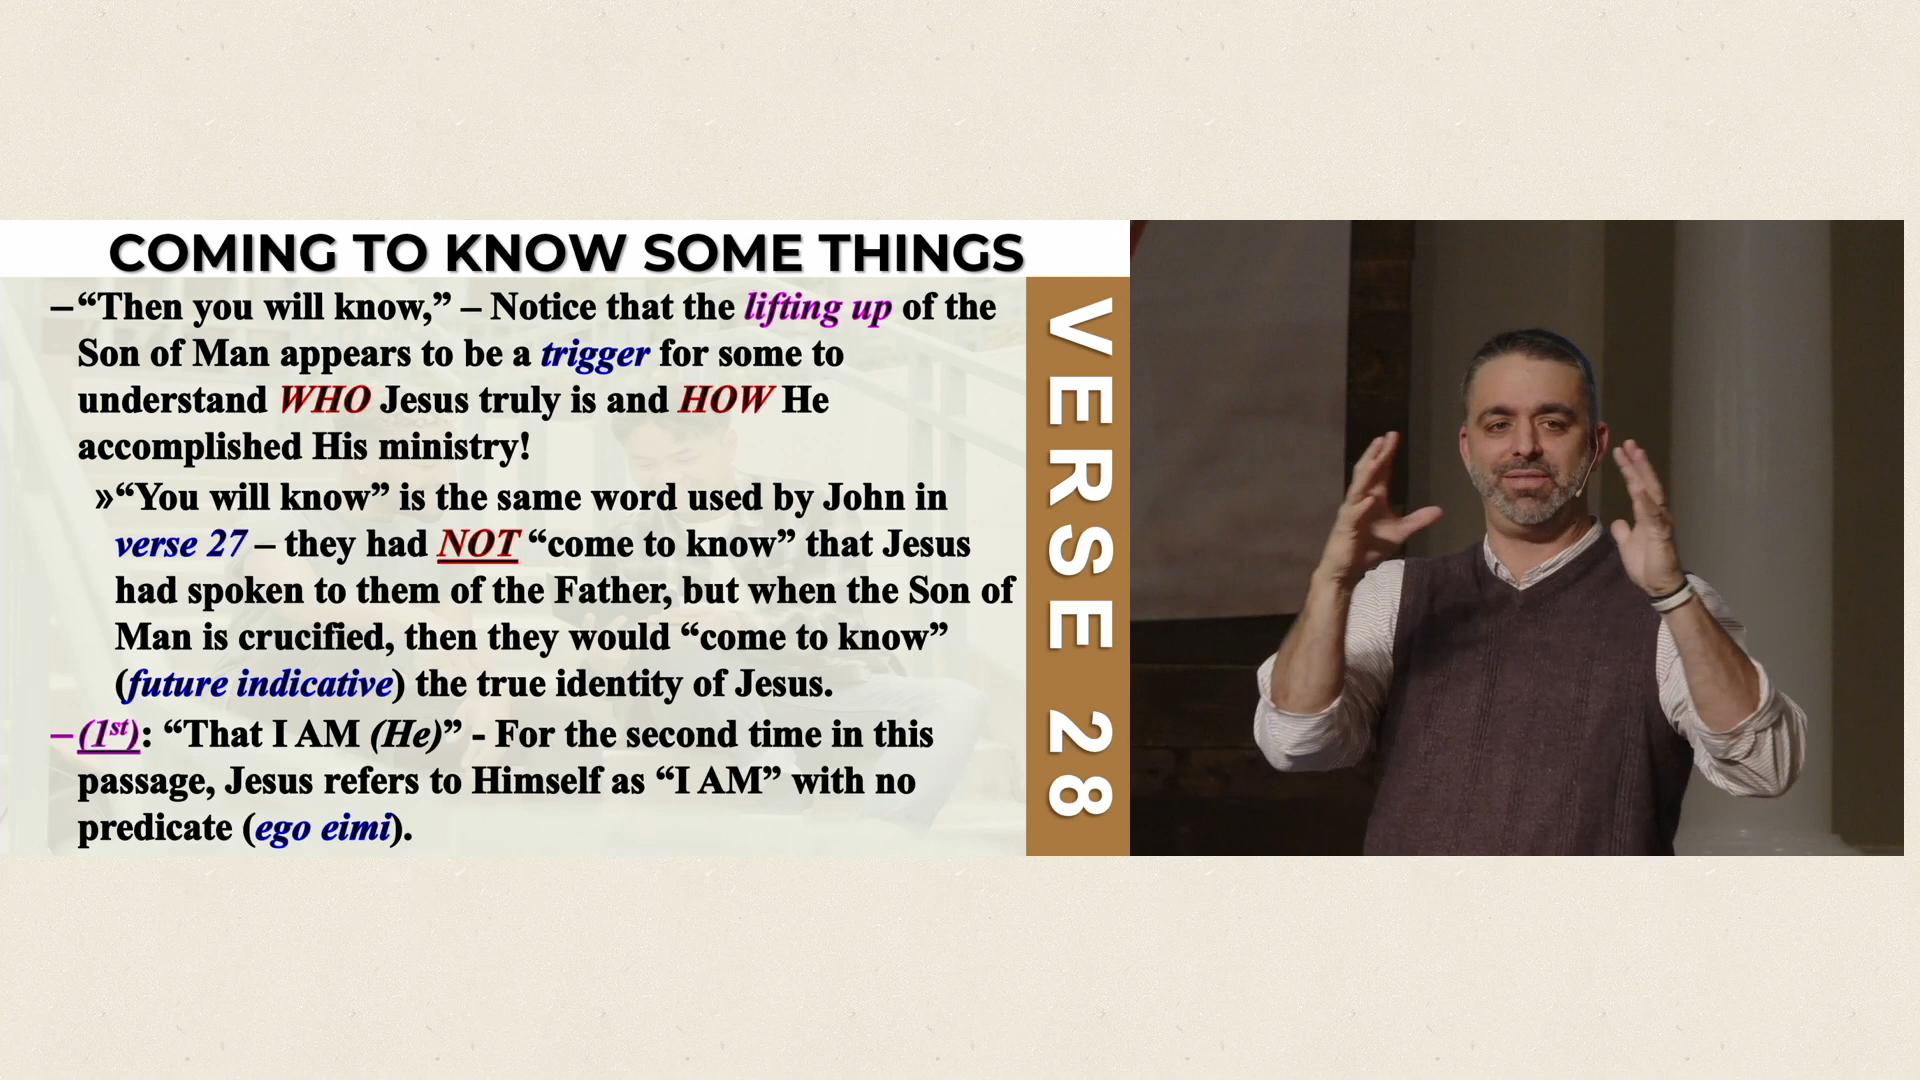 COMING TO KNOW SOME THINGS
–“Then you will know,” – Notice that the lifting up of the
Son of Man appears to be a trigger for some to
understand WHO Jesus truly is and HOW He
accomplished His ministry!
»“You will know” is the same word used by John in
verse 27 – they had NOT “come to know” that Jesus
had spoken to them of the Father, but when the Son of
Man is crucified, then they would “come to know”
(future indicative) the true identity of Jesus.
–(1st): “That I AM (He)” - For the second time in this
passage, Jesus refers to Himself as “I AM” with no
predicate (ego eimi).
VERSE 28